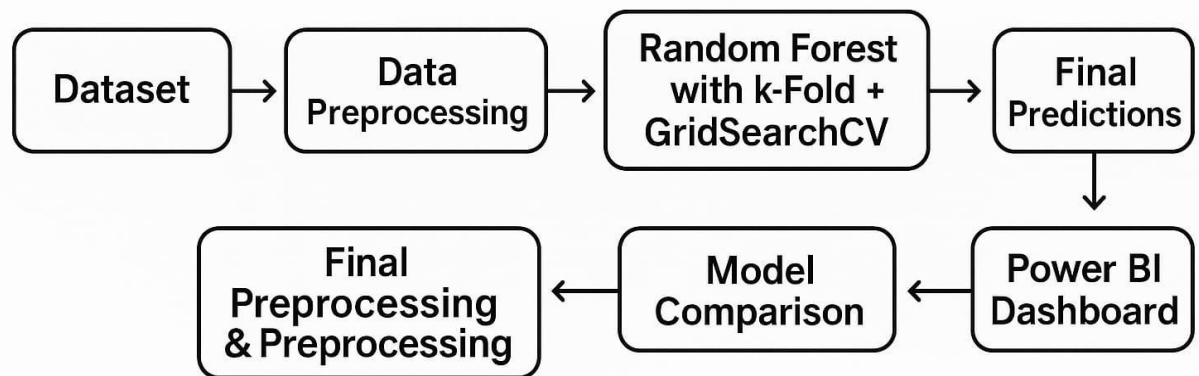 Dataset
Data
Preprocessing
Random Forest
with k-Fold +
GridSearchCV
Final
Predictions
Power BI
Dashboard
Model
Comparison
Final
Preprocessing
& Preprocessing